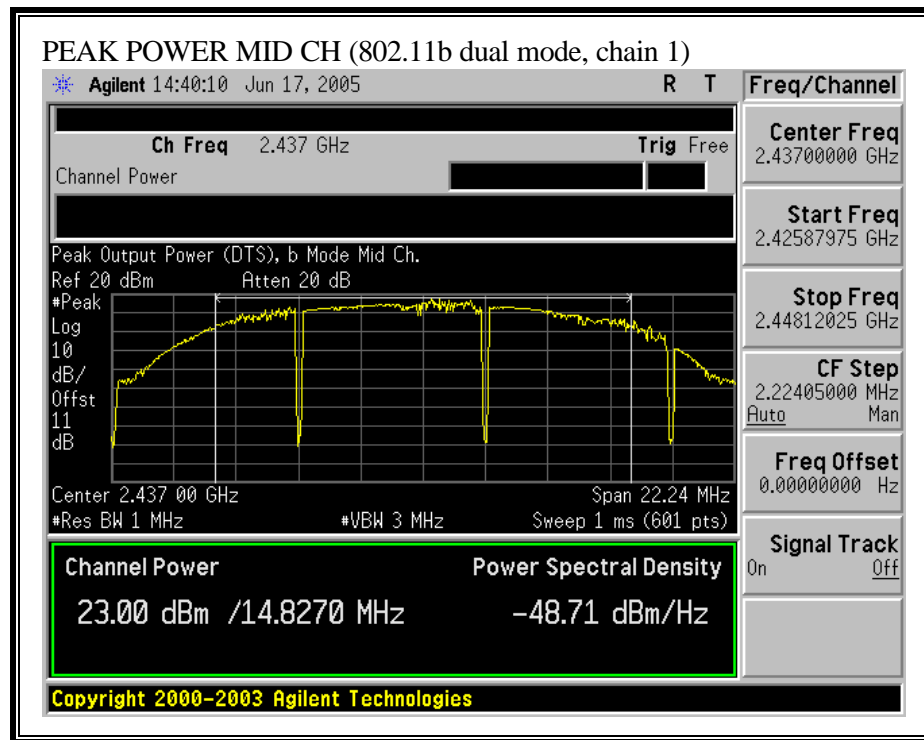 PEAK POWER MID CH (802.11b dual mode, chain 1)
Agilent 14:40:10 Jun 17, 2005 R T
Freq/Channel
Ch Freq 2.437 GHz Trig Free
Channel Power
Center Freq
2.43700000 GHz
Start Freq
2.42587975 GHz
Stop Freq
2.44812025 GHz
CF Step
2.22405000 MHz
Auto Man
Freq Offset
0.00000000 Hz
Signal Track
On Off
Peak Output Power (DTS), b Mode Mid Ch.
Ref 20 dBm Atten 20 dB
#Peak
Log
10
dB/
Offst
11
dB
Center 2.437 00 GHz Span 22.24 MHz
#Res BW 1 MHz #VBW 3 MHz Sweep 1 ms (601 pts)
Channel Power Power Spectral Density
23.00 dBm /14.8270 MHz -48.71 dBm/Hz
Copyright 2000-2003 Agilent Technologies